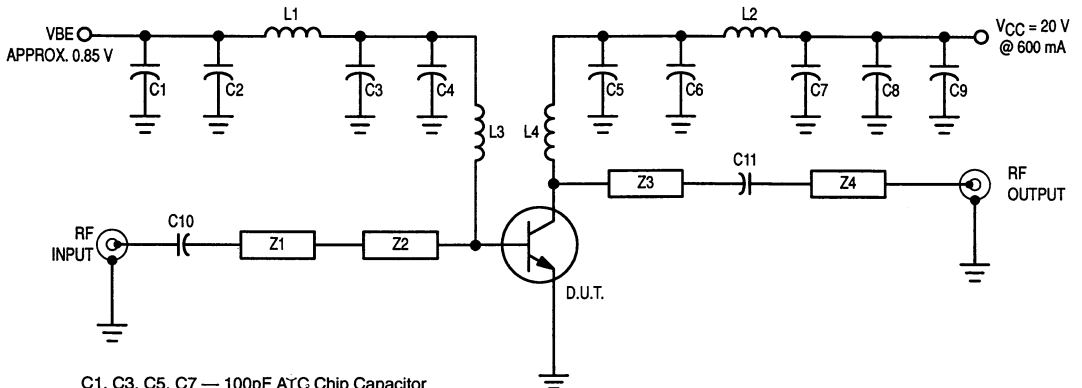 L1
L2
VBE
APPROX. 0.85 V
VCC = 20 V
@ 600 mA
C1
C2
C3
C4
C5
C6
C7
C8
C9
L3
L4
C10
C11
RF
INPUT
Z1
Z2
Z3
Z4
RF
OUTPUT
D.U.T.
C1, C3, C5, C7 — 100pF ATC Chip Capacitor